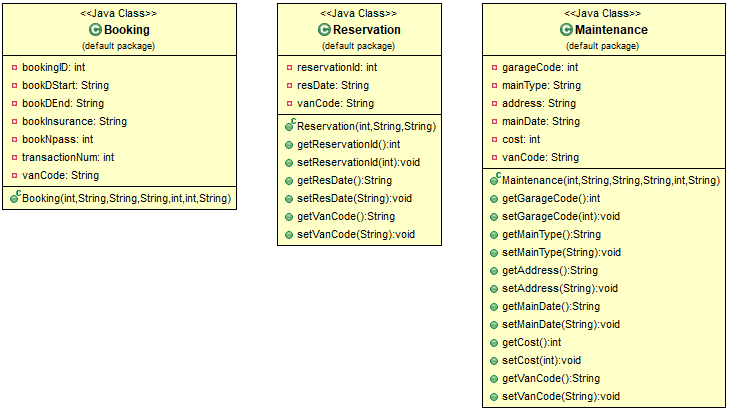 <<Java Class>>
Booking
(default package)
bookingID: int
bookDStart: String
bookDEnd: String
bookInsurance: String
bookNpass: int
transactionNum: int
vanCode: String
Booking(int,String,String,String,int,int,String)
<<Java Class>>
Reservation
(default package)
reservationId: int
resDate: String
vanCode: String
Reservation(int,String,String)
getReservationId():int
setReservationId(int):void
getResDate():String
setResDate(String):void
getVanCode():String
setVanCode(String):void
<<Java Class>>
Maintenance
(default package)
garageCode: int
mainType: String
address: String
mainDate: String
cost: int
vanCode: String
Maintenance(int,String,String,String,int,String)
getGarageCode():int
setGarageCode(int):void
getMainType():String
setMainType(String):void
getAddress():String
setAddress(String):void
getMainDate():String
setMainDate(String):void
getCost():int
setCost(int):void
getVanCode():String
setVanCode(String):void